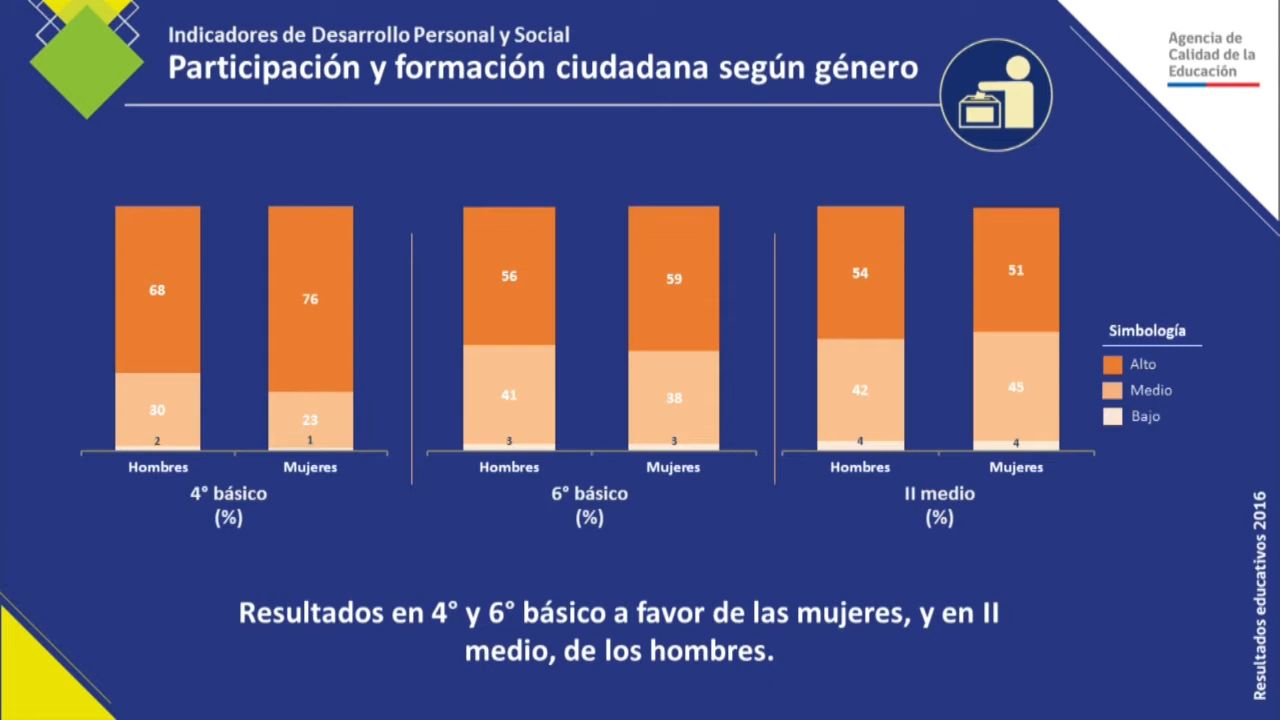 Indicadores de Desarrollo Personal y Social
Participación y formación ciudadana según género
Agencia de
Calidad de la
Educación
68
76
56
59
54
51
30
23
41
38
42
45
2
1
3
3
4
4
Hombres
Mujeres
Hombres
Mujeres
Hombres
Mujeres
4° básico
(%)
6° básico
(%)
II medio
(%)
Simbología
Alto
Medio
Bajo
Resultados en 4° y 6° básico a favor de las mujeres, y en II
medio, de los hombres.
Resultados educativos 2016